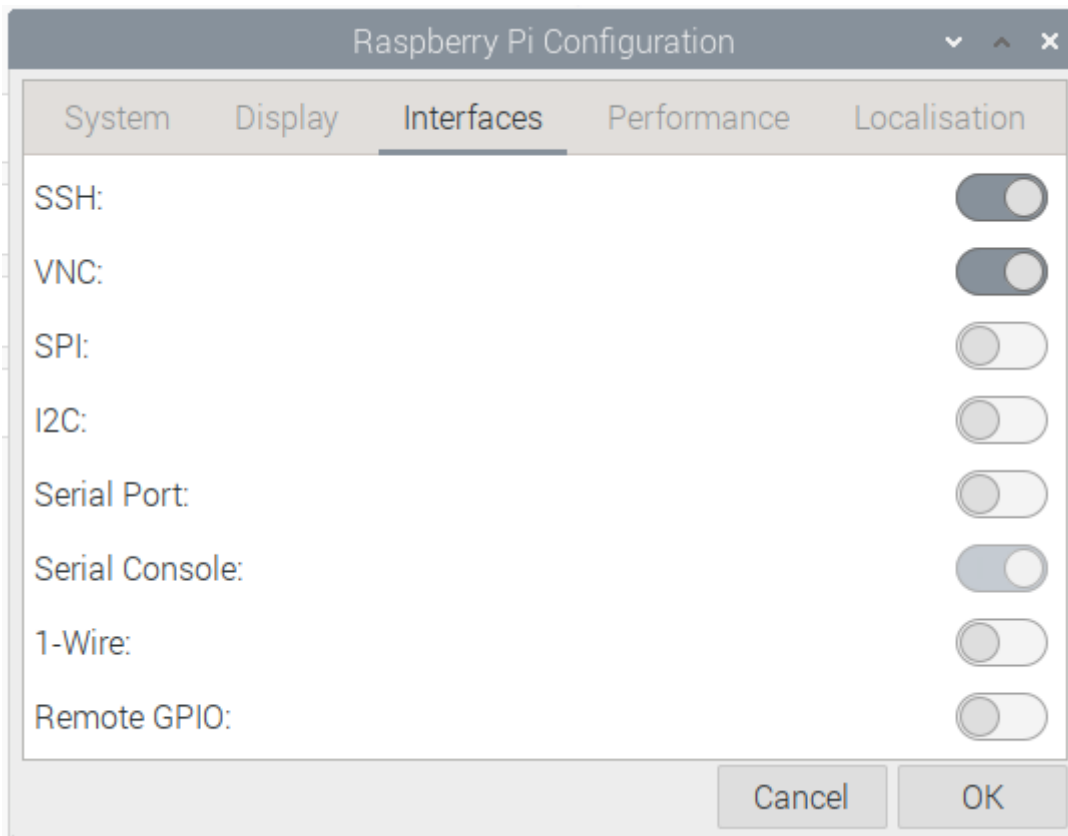 Raspberry Pi Configuration
System Display Interfaces Performance Localisation
SSH:
VNC:
SPI:
I2C:
Serial Port:
Serial Console:
1-Wire:
Remote GPIO:
Cancel OK